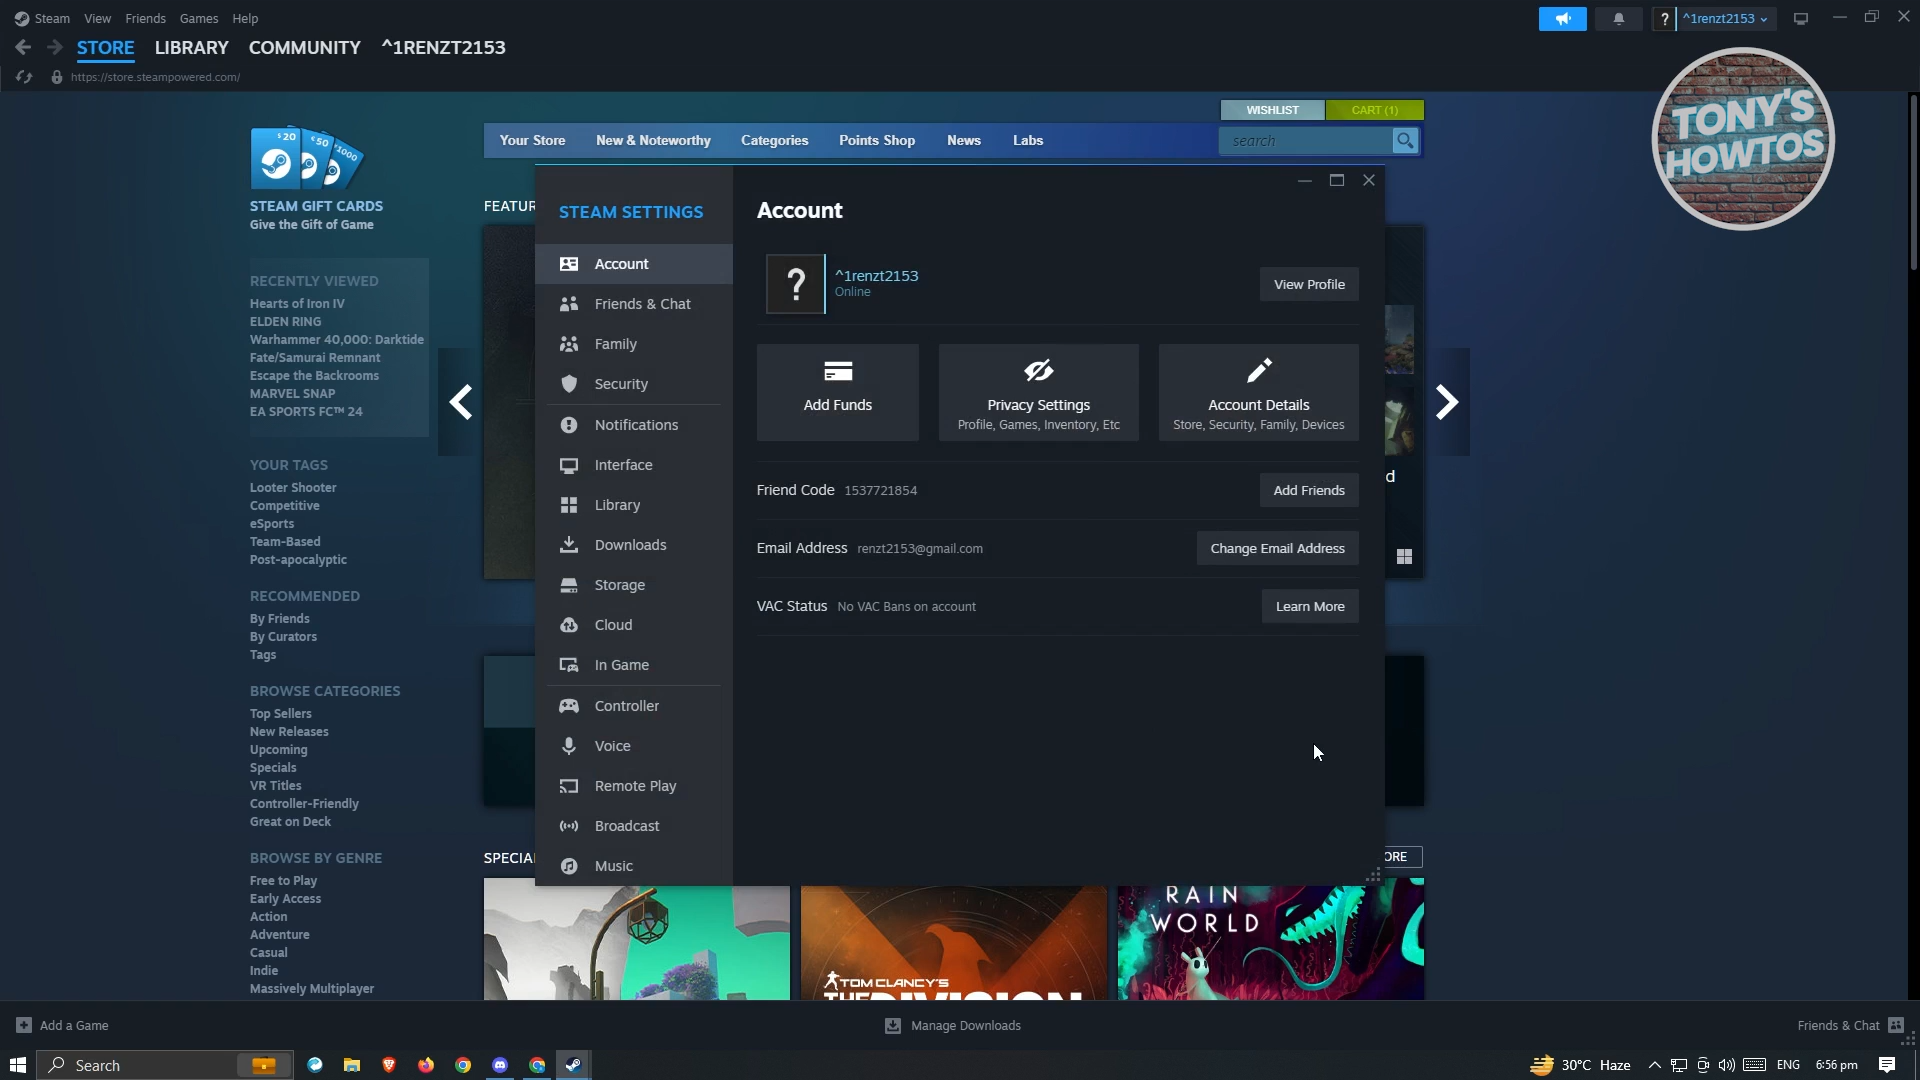 Steam View Friends Games Help
^1renzt2153
STORE LIBRARY COMMUNITY ^1RENZT2153
https://store.steampowered.com/
TONY'S
HOWTOS
WISHLIST CART (1)
Your Store New & Noteworthy Categories Points Shop News Labs search
$20 €50 ¥1000
STEAM GIFT CARDS
Give the Gift of Game
RECENTLY VIEWED
Hearts of Iron IV
ELDEN RING
Warhammer 40,000: Darktide
Fate/Samurai Remnant
Escape the Backrooms
MARVEL SNAP
EA SPORTS FC™ 24
YOUR TAGS
Looter Shooter
Competitive
eSports
Team-Based
Post-apocalyptic
RECOMMENDED
By Friends
By Curators
Tags
BROWSE CATEGORIES
Top Sellers
New Releases
Upcoming
Specials
VR Titles
Controller-Friendly
Great on Deck
BROWSE BY GENRE
Free to Play
Early Access
Action
Adventure
Casual
Indie
Massively Multiplayer
FEATUR
STEAM SETTINGS
Account
Friends & Chat
Family
Security
Notifications
Interface
Library
Downloads
Storage
Cloud
In Game
Controller
Voice
Remote Play
Broadcast
Music
Account
?
^1renzt2153
Online
View Profile
Add Funds
Privacy Settings
Profile, Games, Inventory, Etc
Account Details
Store, Security, Family, Devices
Friend Code 1537721854 Add Friends
Email Address renzt2153@gmail.com Change Email Address
VAC Status No VAC Bans on account Learn More
d
SPECIA
ORE
TOM CLANCY'S
THE DIVISION
RAIN
WORLD
Add a Game Manage Downloads Friends & Chat
Search 30°C Haze ENG 6:56 pm